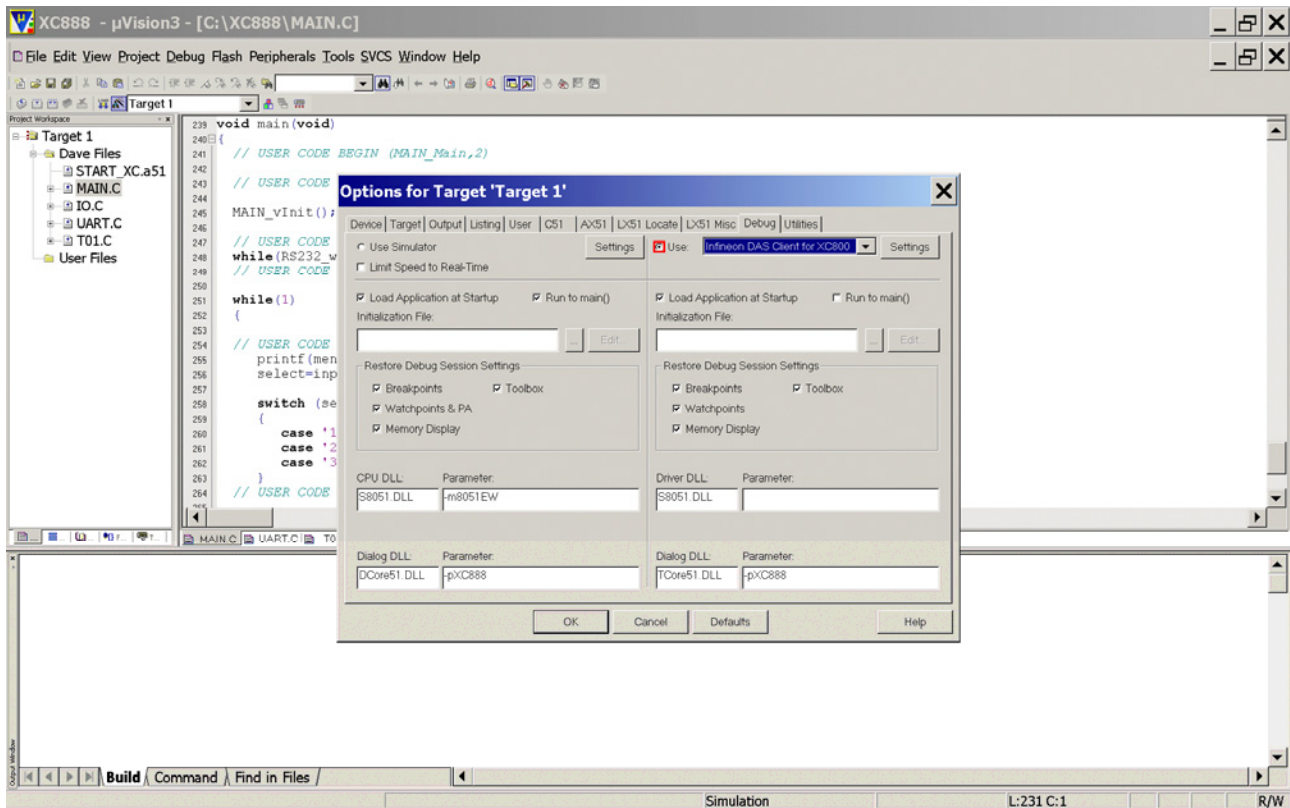 XC888 - µVision3 - [C:\XC888\MAIN.C]
File Edit View Project Debug Flash Peripherals Tools SVCS Window Help
Target 1
Project Workspace
Target 1
Dave Files
START_XC.a51
MAIN.C
IO.C
UART.C
T01.C
User Files
239 void main(void)
240 {
241 // USER CODE BEGIN (MAIN_Main,2)
242
243 // USER CODE
244
245 MAIN_vInit();
246
247 // USER CODE
248 while(RS232_w
249 // USER CODE
250
251 while(1)
252 {
253
254 // USER CODE
255 printf(men
256 select=inp
257
258 switch (se
259 {
260 case '1
261 case '2
262 case '3
263 }
264 // USER CODE
265
MAIN.C UART.C T0
Options for Target 'Target 1'
Device Target Output Listing User C51 AX51 LX51 Locate LX51 Misc Debug Utilities
Use Simulator Settings Use: Infineon DAS Client for XC800 Settings
Limit Speed to Real-Time
Load Application at Startup Run to main() Load Application at Startup Run to main()
Initialization File: Initialization File:
... Edit... ... Edit...
Restore Debug Session Settings Restore Debug Session Settings
Breakpoints Toolbox Breakpoints Toolbox
Watchpoints & PA Watchpoints
Memory Display Memory Display
CPU DLL: Parameter: Driver DLL: Parameter:
S8051.DLL -m8051EW S8051.DLL
Dialog DLL: Parameter: Dialog DLL: Parameter:
DCore51.DLL -pXC888 TCore51.DLL -pXC888
OK Cancel Defaults Help
Output Window
Build Command Find in Files
Simulation L:231 C:1 R/W